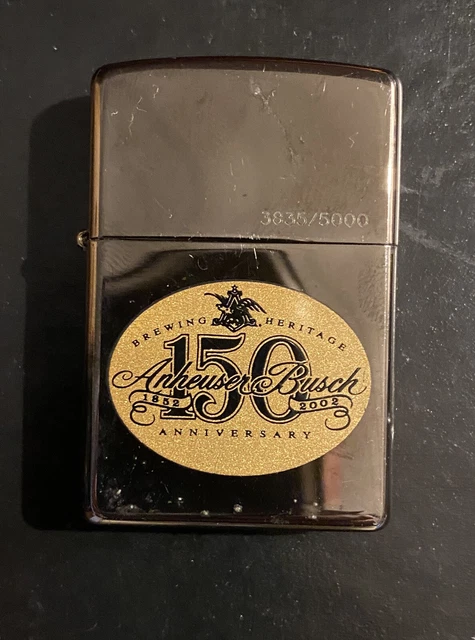 3835/5000
BREWING HERITAGE
150
Anheuser Busch
1852 2002
ANNIVERSARY